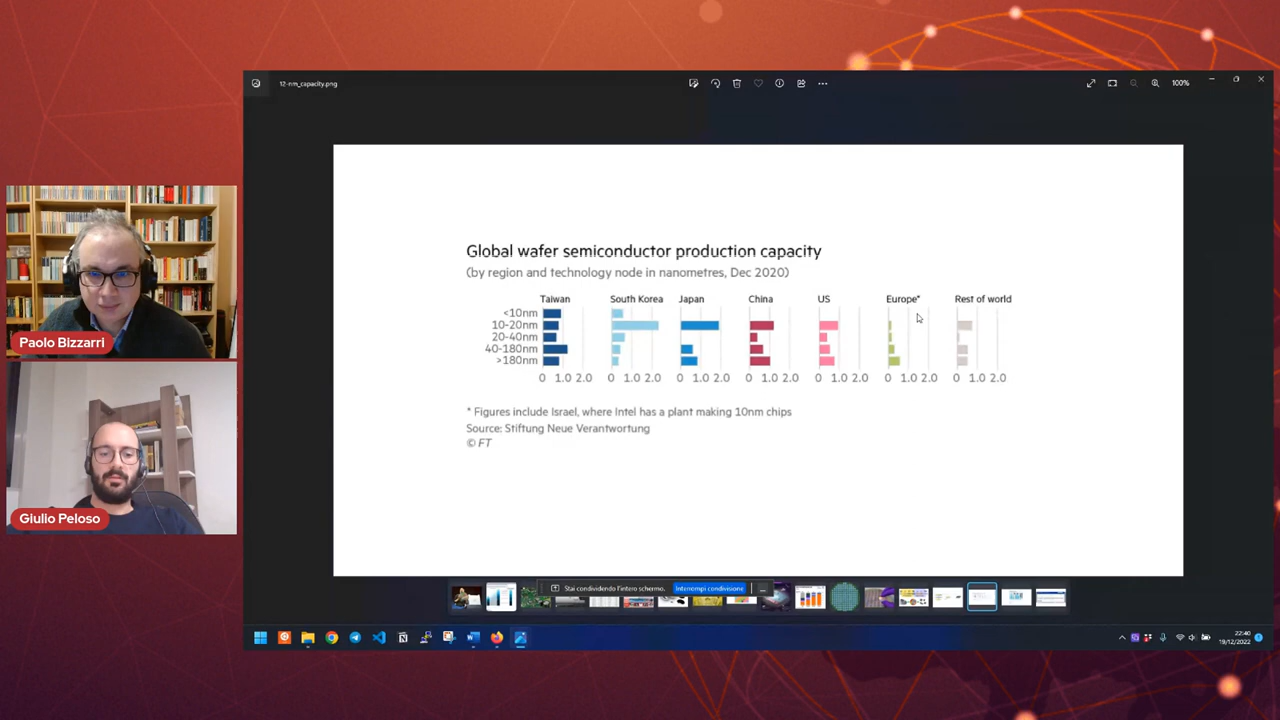 12-nm_capacity.png
100%
Global wafer semiconductor production capacity
(by region and technology node in nanometres, Dec 2020)
Taiwan South Korea Japan China US Europe* Rest of world
<10nm
10-20nm
20-40nm
40-180nm
>180nm
0 1.0 2.0 0 1.0 2.0 0 1.0 2.0 0 1.0 2.0 0 1.0 2.0 0 1.0 2.0 0 1.0 2.0
* Figures include Israel, where Intel has a plant making 10nm chips
Source: Stiftung Neue Verantwortung
© FT
Paolo Bizzarri
Giulio Peloso
Stai condividendo l'intero schermo. Interrompi condivisione
22:40
19/12/2022